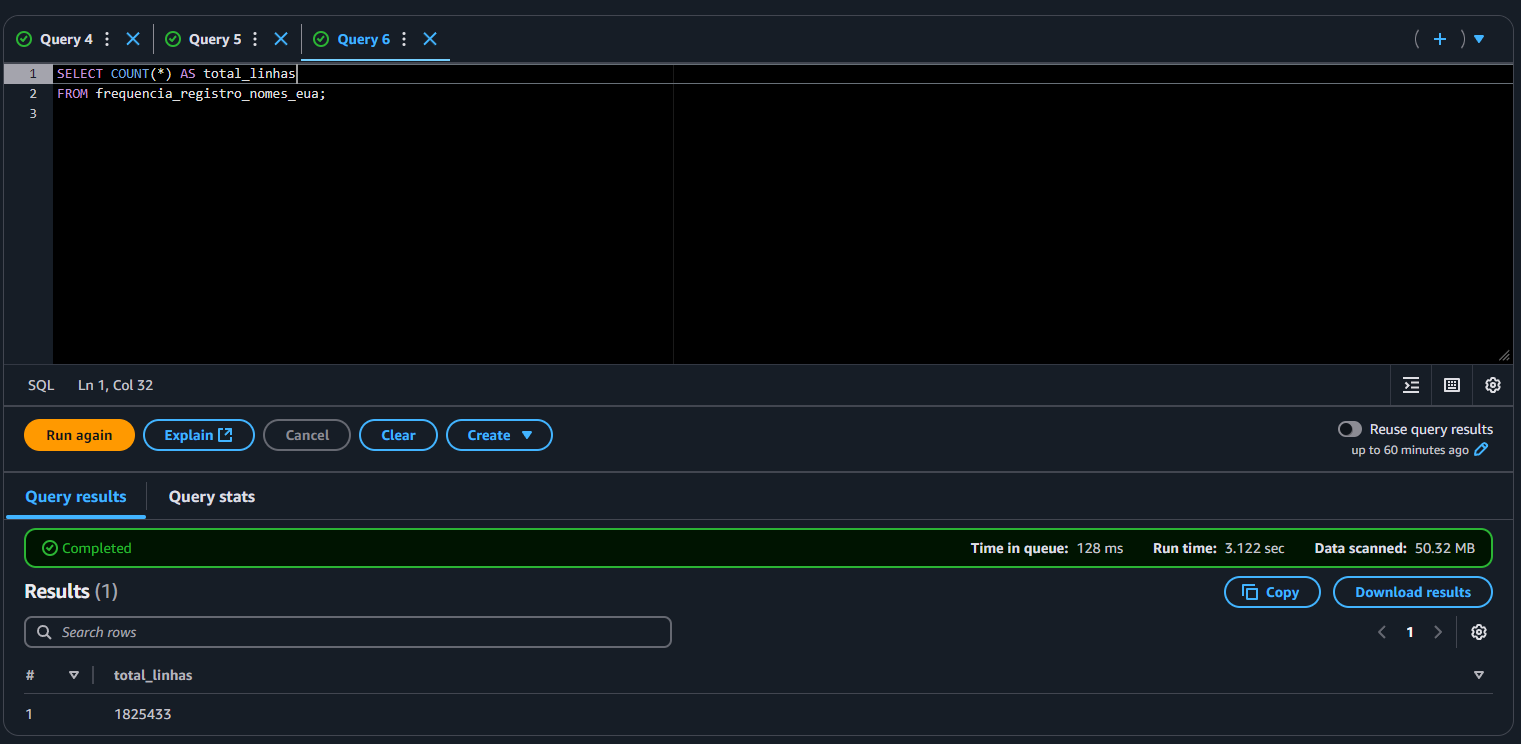 Query 4 Query 5 Query 6
1 SELECT COUNT(*) AS total_linhas
2 FROM frequencia_registro_nomes_eua;
3
SQL Ln 1, Col 32
Run again Explain Cancel Clear Create Reuse query results
up to 60 minutes ago
Query results Query stats
Completed Time in queue: 128 ms Run time: 3.122 sec Data scanned: 50.32 MB
Results (1) Copy Download results
Search rows 1
# total_linhas
1 1825433